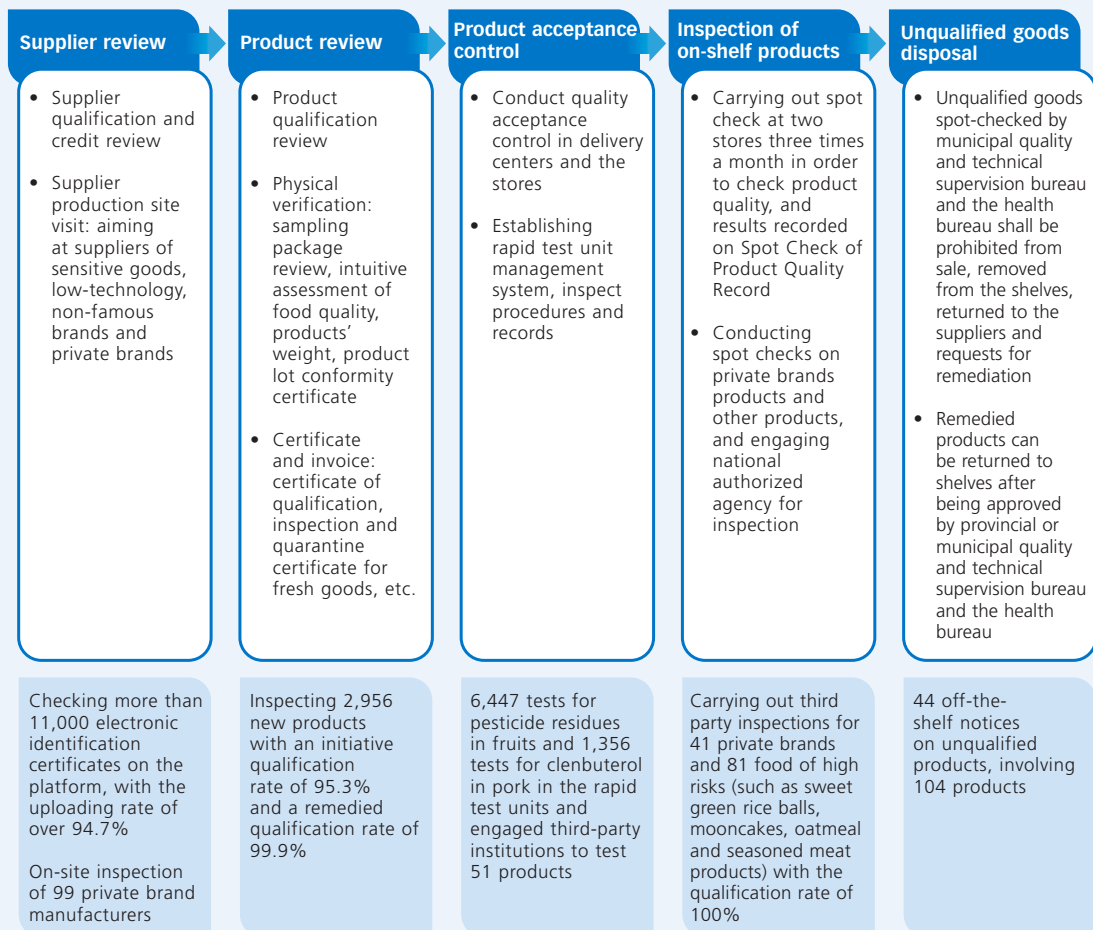 Supplier review
Product review
Product acceptance
control
Inspection of
on-shelf products
Unqualified goods
disposal
• Supplier
qualification and
credit review
• Supplier
production site
visit: aiming
at suppliers of
sensitive goods,
low-technology,
non-famous
brands and
private brands
• Product
qualification
review
• Physical
verification:
sampling
package
review, intuitive
assessment of
food quality,
products'
weight, product
lot conformity
certificate
• Certificate
and invoice:
certificate of
qualification,
inspection and
quarantine
certificate for
fresh goods, etc.
• Conduct quality
acceptance
control in delivery
centers and the
stores
• Establishing
rapid test unit
management
system, inspect
procedures and
records
• Carrying out spot
check at two
stores three times
a month in order
to check product
quality, and
results recorded
on Spot Check of
Product Quality
Record
• Conducting
spot checks on
private brands
products and
other products,
and engaging
national
authorized
agency for
inspection
• Unqualified goods
spot-checked by
municipal quality
and technical
supervision bureau
and the health
bureau shall be
prohibited from
sale, removed
from the shelves,
returned to the
suppliers and
requests for
remediation
• Remedied
products can
be returned to
shelves after
being approved
by provincial or
municipal quality
and technical
supervision bureau
and the health
bureau
Checking more than
11,000 electronic
identification
certificates on the
platform, with the
uploading rate of
over 94.7%
On-site inspection
of 99 private brand
manufacturers
Inspecting 2,956
new products
with an initiative
qualification
rate of 95.3%
and a remedied
qualification rate of
99.9%
6,447 tests for
pesticide residues
in fruits and 1,356
tests for clenbuterol
in pork in the rapid
test units and
engaged third-party
institutions to test
51 products
Carrying out third
party inspections for
41 private brands
and 81 food of high
risks (such as sweet
green rice balls,
mooncakes, oatmeal
and seasoned meat
products) with the
qualification rate of
100%
44 off-the-
shelf notices
on unqualified
products, involving
104 products